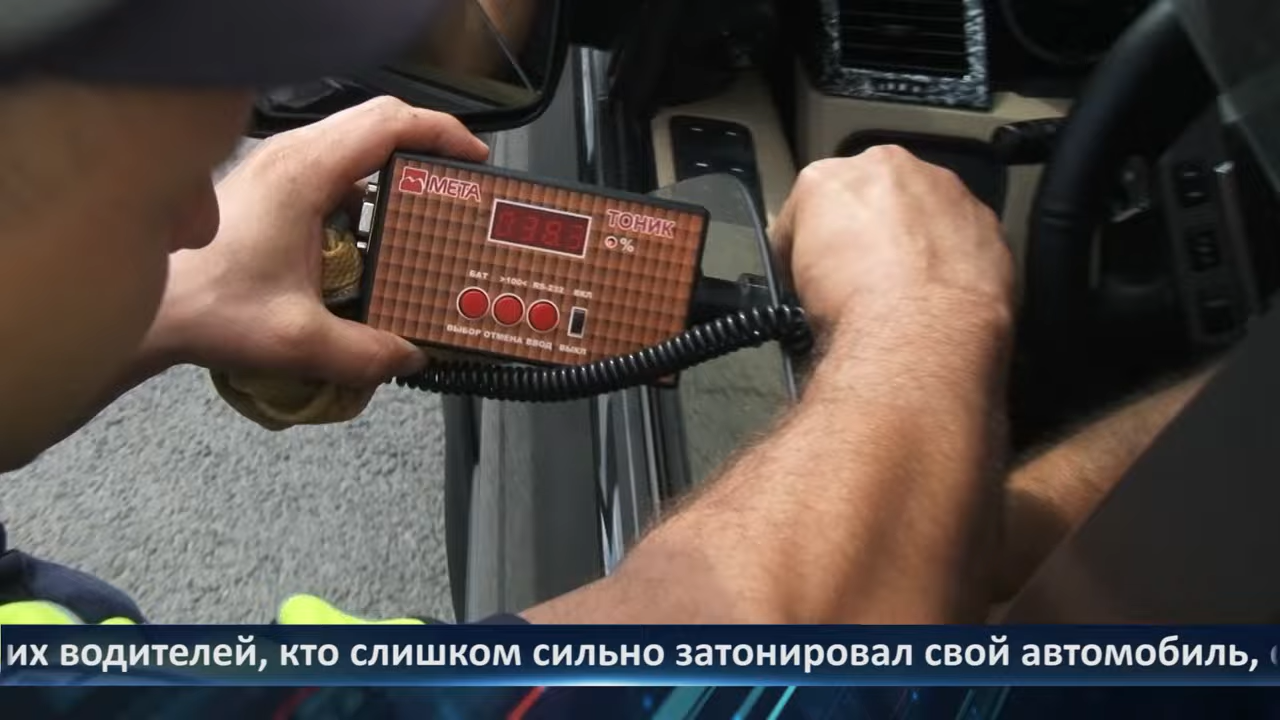 МЕТА
ТОНИК
%
БАТ >100< RS-232 ВКЛ
ВЫБОР ОТМЕНА ВВОД ВЫКЛ
их водителей, кто слишком сильно затонировал свой автомобиль,